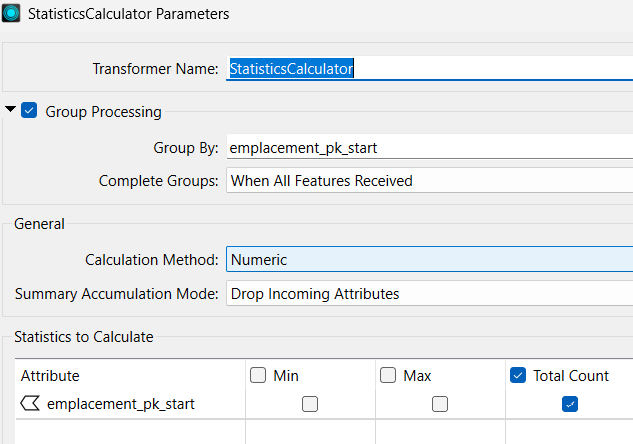 StatisticsCalculator Parameters
Transformer Name: StatisticsCalculator
Group Processing
Group By: emplacement_pk_start
Complete Groups: When All Features Received
General
Calculation Method: Numeric
Summary Accumulation Mode: Drop Incoming Attributes
Statistics to Calculate
Attribute Min Max Total Count
emplacement_pk_start